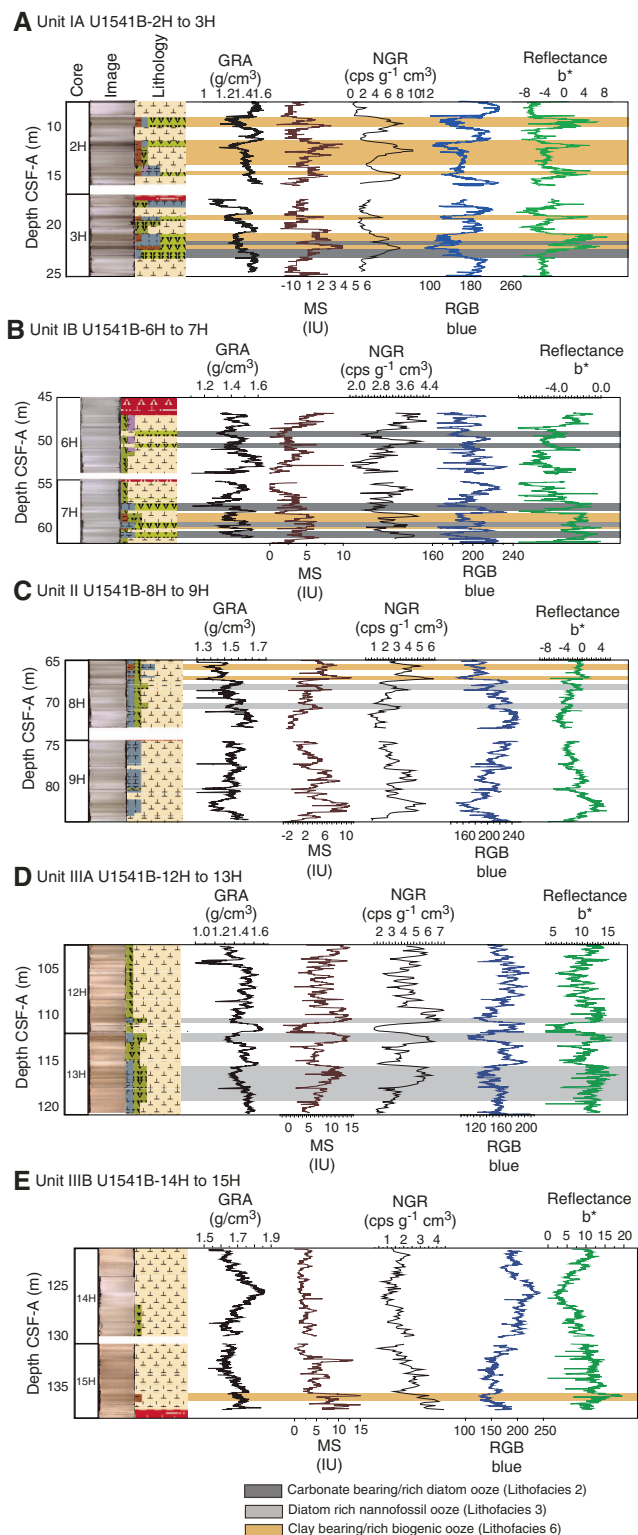 A Unit IA U1541B-2H to 3H
Core
Image
Lithology
GRA
(g/cm³)
1 1.2 1.4 1.6
NGR
(cps g⁻¹ cm³)
0 2 4 6 8 10 12
Reflectance
b*
-8 -4 0 4 8
Depth CSF-A (m)
10
15
20
25
2H
3H
-1 0 1 2 3 4 5 6
MS
(IU)
100 180 260
RGB
blue
B Unit IB U1541B-6H to 7H
GRA
(g/cm³)
1.2 1.4 1.6
NGR
(cps g⁻¹ cm³)
2.0 2.8 3.6 4.4
Reflectance
b*
-4.0 0.0
Depth CSF-A (m)
45
50
55
60
6H
7H
0 5 10
MS
(IU)
160 200 240
RGB
blue
C Unit II U1541B-8H to 9H
GRA
(g/cm³)
1.3 1.5 1.7
NGR
(cps g⁻¹ cm³)
1 2 3 4 5 6
Reflectance
b*
-8 -4 0 4
Depth CSF-A (m)
65
70
75
80
8H
9H
-2 2 6 10
MS
(IU)
160 200 240
RGB
blue
D Unit IIIA U1541B-12H to 13H
GRA
(g/cm³)
1.0 1.2 1.4 1.6
NGR
(cps g⁻¹ cm³)
2 3 4 5 6 7
Reflectance
b*
5 10 15
Depth CSF-A (m)
105
110
115
120
12H
13H
0 5 10 15
MS
(IU)
120 160 200
RGB
blue
E Unit IIIB U1541B-14H to 15H
GRA
(g/cm³)
1.5 1.7 1.9
NGR
(cps g⁻¹ cm³)
1 2 3 4
Reflectance
b*
0 5 10 15 20
Depth CSF-A (m)
125
130
135
14H
15H
0 5 10 15
MS
(IU)
100 150 200 250
RGB
blue
Carbonate bearing/rich diatom ooze (Lithofacies 2)
Diatom rich nannofossil ooze (Lithofacies 3)
Clay bearing/rich biogenic ooze (Lithofacies 6)